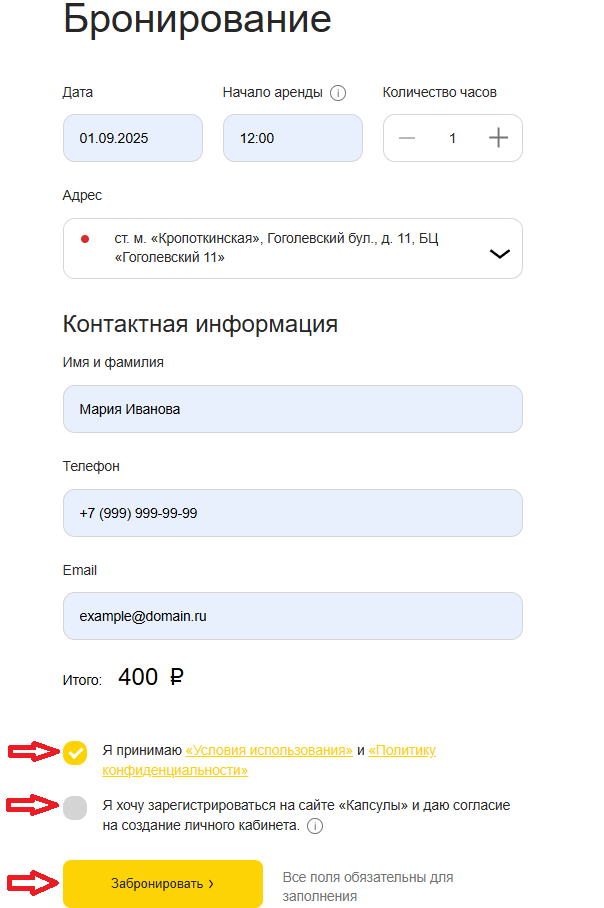 Бронирование
Дата
Начало аренды
Количество часов
01.09.2025
12:00
1
Адрес
ст. м. «Кропоткинская», Гоголевский бул., д. 11, БЦ
«Гоголевский 11»
Контактная информация
Имя и фамилия
Мария Иванова
Телефон
+7 (999) 999-99-99
Email
example@domain.ru
Итого: 400 ₽
Я принимаю «Условия использования» и «Политику
конфиденциальности»
Я хочу зарегистрироваться на сайте «Капсулы» и даю согласие
на создание личного кабинета.
Забронировать ›
Все поля обязательны для
заполнения